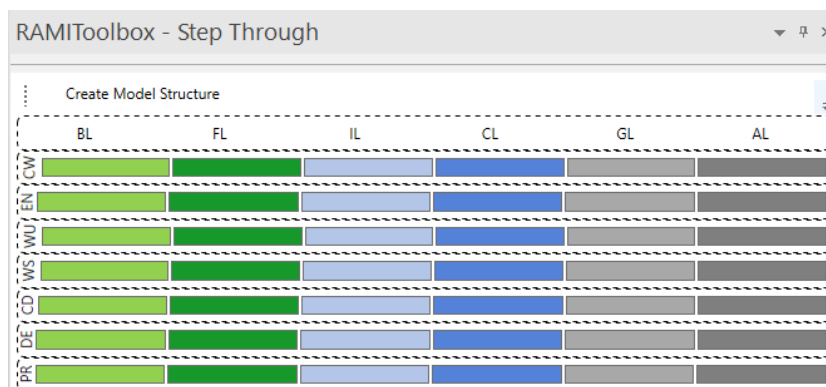 RAMIToolbox - Step Through
Create Model Structure
BL FL IL CL GL AL
CW
EN
WU
WS
CD
DE
PR